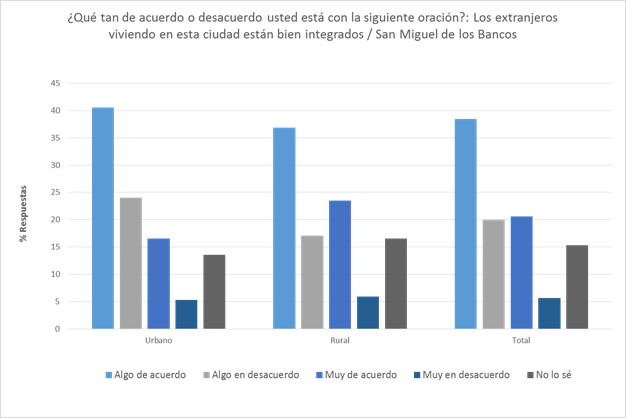 ¿Qué tan de acuerdo o desacuerdo usted está con la siguiente oración?: Los extranjeros
viviendo en esta ciudad están bien integrados / San Miguel de los Bancos
45
40
35
30
25
20
15
10
5
0
% Respuestas
Urbano Rural Total
Algo de acuerdo Algo en desacuerdo Muy de acuerdo Muy en desacuerdo No lo sé